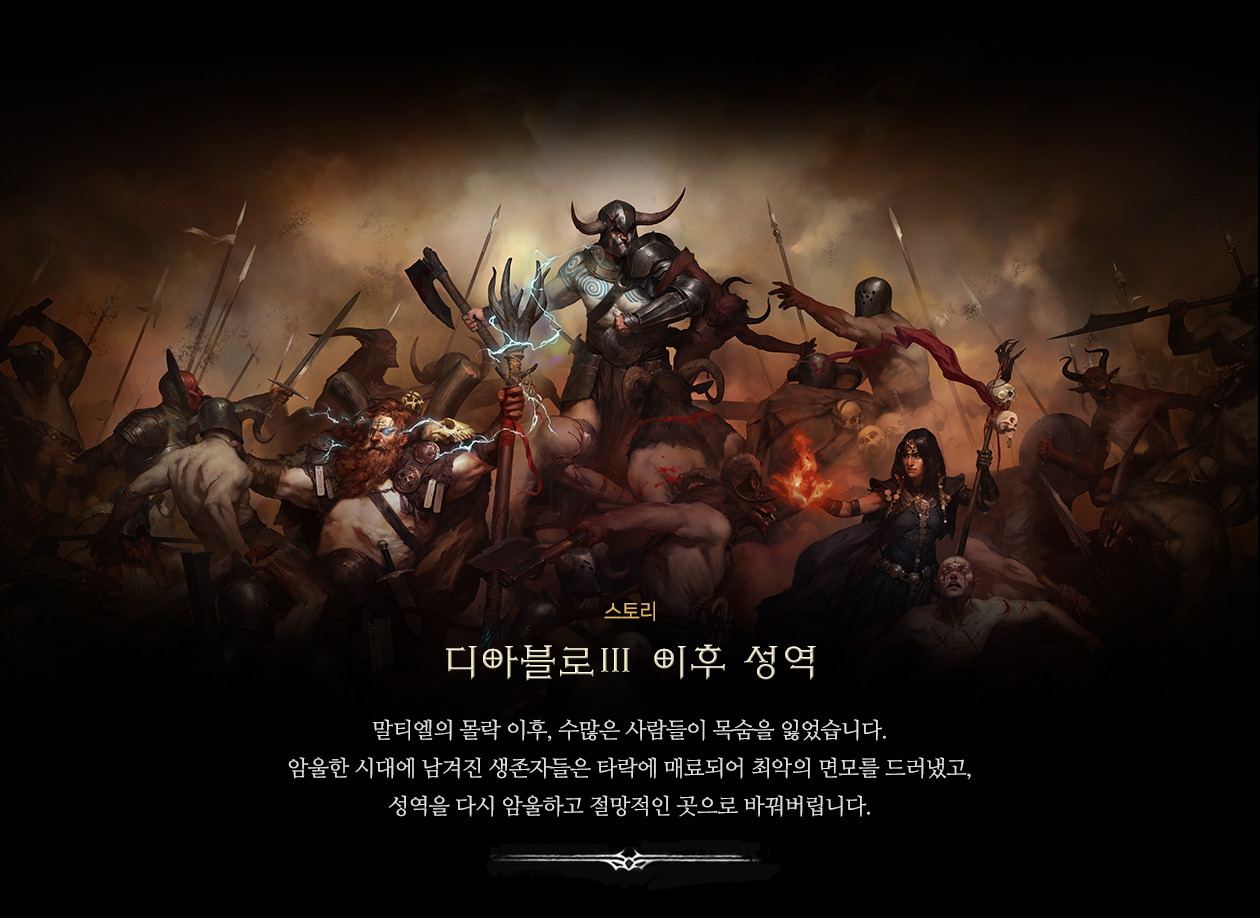 스토리
디아블로III 이후 성역
말티엘의 몰락 이후, 수많은 사람들이 목숨을 잃었습니다.
암울한 시대에 남겨진 생존자들은 타락에 매료되어 최악의 면모를 드러냈고,
성역을 다시 암울하고 절망적인 곳으로 바꿔버립니다.